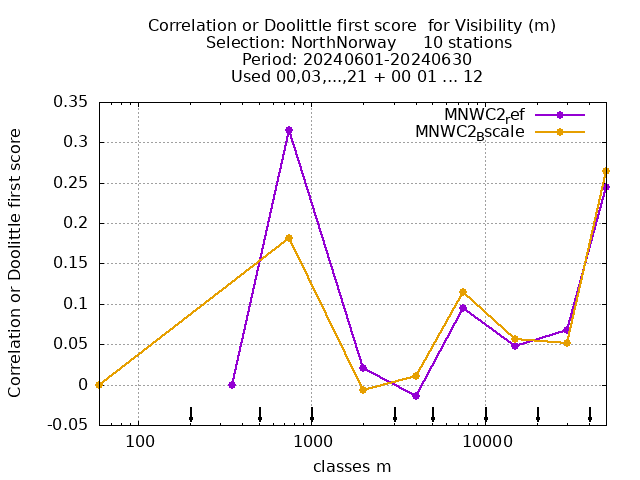 Correlation or Doolittle first score  for Visibility (m)
Selection: NorthNorway     10 stations
Period: 20240601-20240630
Used 00,03,...,21 + 00 01 ... 12
MNWC2ref
MNWC2Bscale
0.35
0.3
0.25
0.2
0.15
0.1
0.05
0
-0.05
Correlation or Doolittle first score
100
1000
10000
classes m